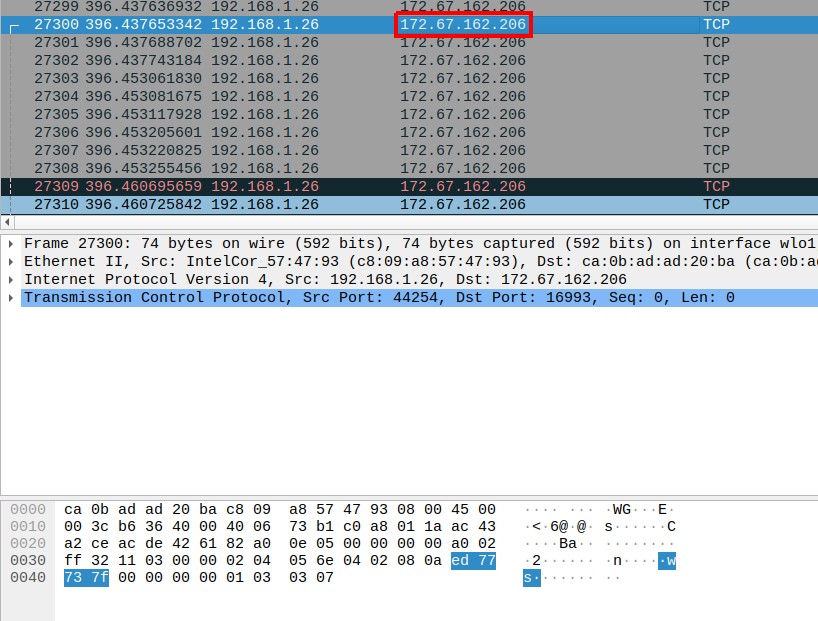 27299 396.437636932 192.168.1.26 172.67.162.206 TCP
27300 396.437653342 192.168.1.26 172.67.162.206 TCP
27301 396.437688702 192.168.1.26 172.67.162.206 TCP
27302 396.437743184 192.168.1.26 172.67.162.206 TCP
27303 396.453061830 192.168.1.26 172.67.162.206 TCP
27304 396.453081675 192.168.1.26 172.67.162.206 TCP
27305 396.453117928 192.168.1.26 172.67.162.206 TCP
27306 396.453205601 192.168.1.26 172.67.162.206 TCP
27307 396.453220825 192.168.1.26 172.67.162.206 TCP
27308 396.453255456 192.168.1.26 172.67.162.206 TCP
27309 396.460695659 192.168.1.26 172.67.162.206 TCP
27310 396.460725842 192.168.1.26 172.67.162.206 TCP
Frame 27300: 74 bytes on wire (592 bits), 74 bytes captured (592 bits) on interface wlo1
Ethernet II, Src: IntelCor_57:47:93 (c8:09:a8:57:47:93), Dst: ca:0b:ad:ad:20:ba (ca:0b:a
Internet Protocol Version 4, Src: 192.168.1.26, Dst: 172.67.162.206
Transmission Control Protocol, Src Port: 44254, Dst Port: 16993, Seq: 0, Len: 0
0000 ca 0b ad ad 20 ba c8 09 a8 57 47 93 08 00 45 00 ···· ··· ·WG···E·
0010 00 3c b6 36 40 00 40 06 73 b1 c0 a8 01 1a ac 43 ·<·6@·@· s······C
0020 a2 ce ac de 42 61 82 a0 0e 05 00 00 00 00 a0 02 ····Ba·· ········
0030 ff 32 11 03 00 00 02 04 05 6e 04 02 08 0a ed 77 ·2······ ·n·····w
0040 73 7f 00 00 00 00 01 03 03 07 s······· ··